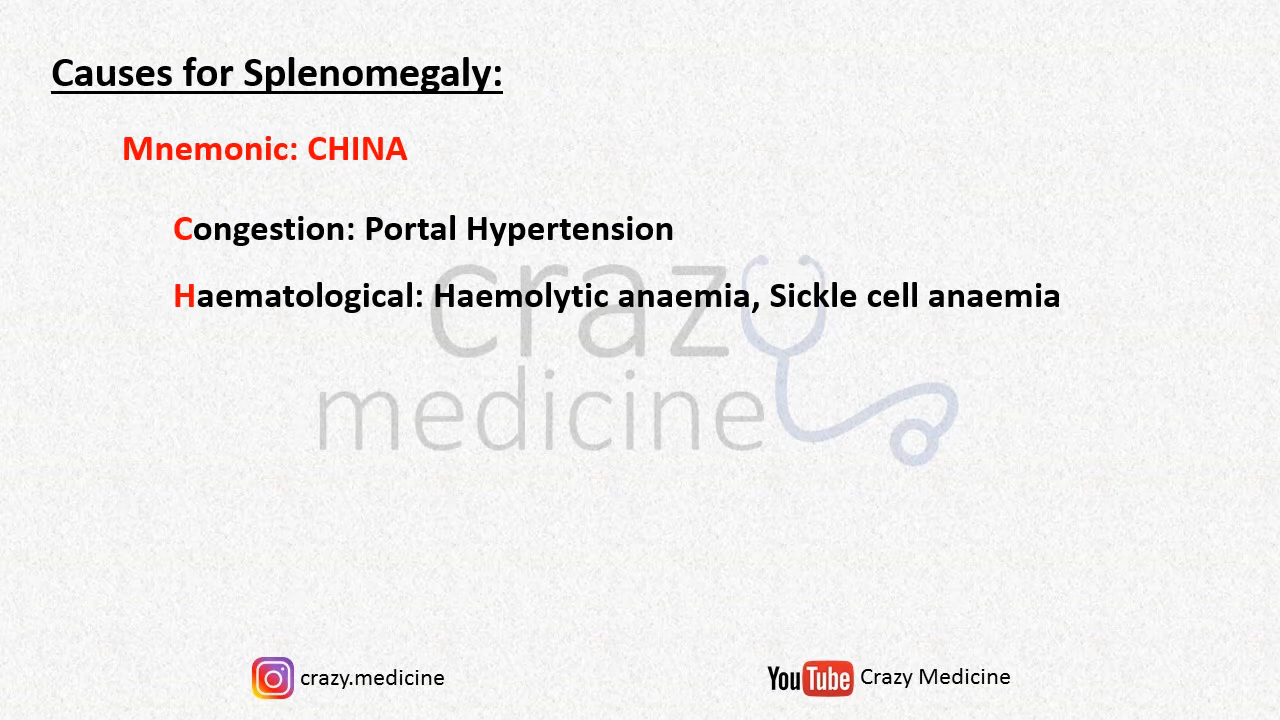 Causes for Splenomegaly:
Mnemonic: CHINA
Congestion: Portal Hypertension
Haematological: Haemolytic anaemia, Sickle cell anaemia
crazy
medicine
crazy.medicine
YouTube Crazy Medicine